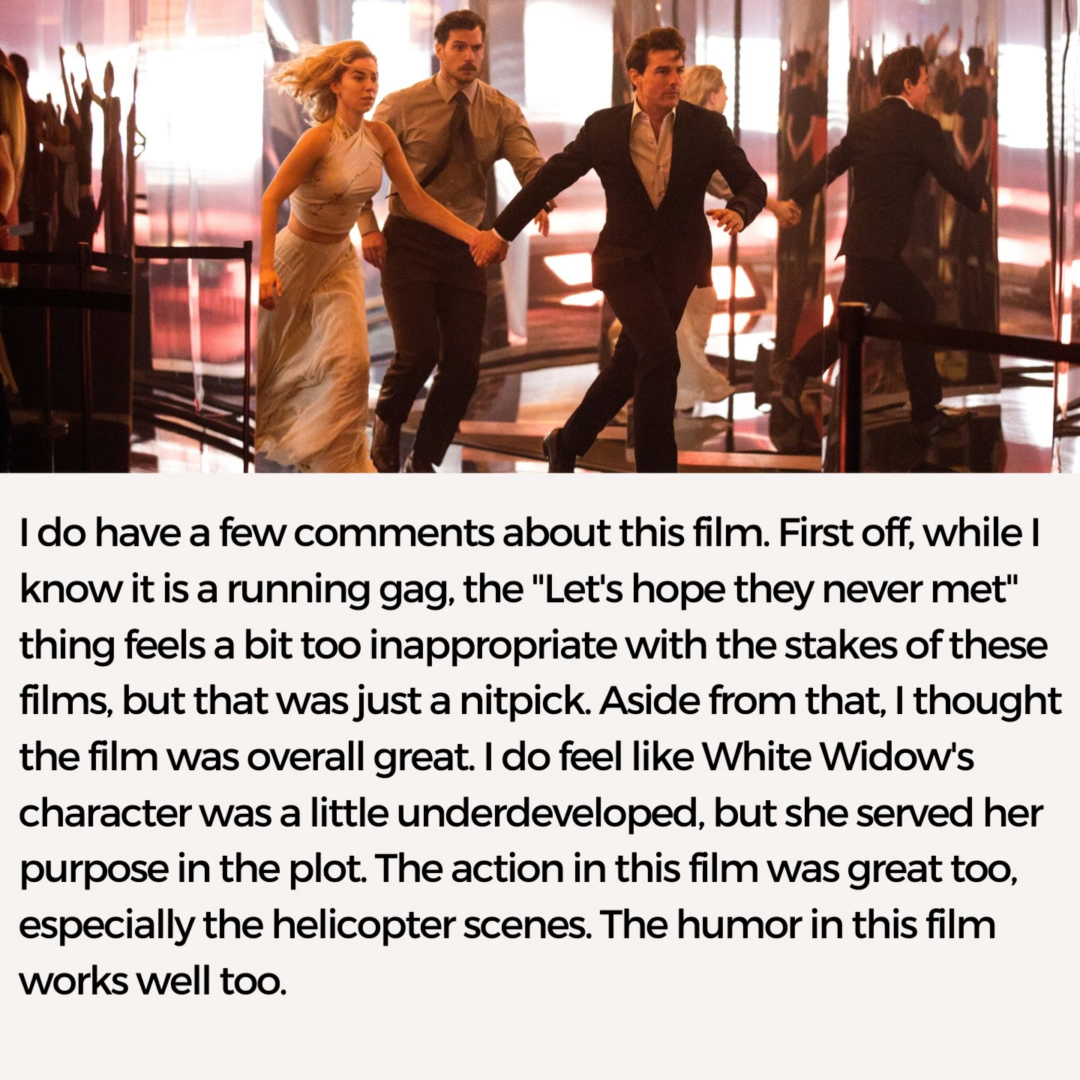 I do have a few comments about this film. First off, while I
know it is a running gag, the "Let's hope they never met"
thing feels a bit too inappropriate with the stakes of these
films, but that was just a nitpick. Aside from that, I thought
the film was overall great. I do feel like White Widow's
character was a little underdeveloped, but she served her
purpose in the plot. The action in this film was great too,
especially the helicopter scenes. The humor in this film
works well too.